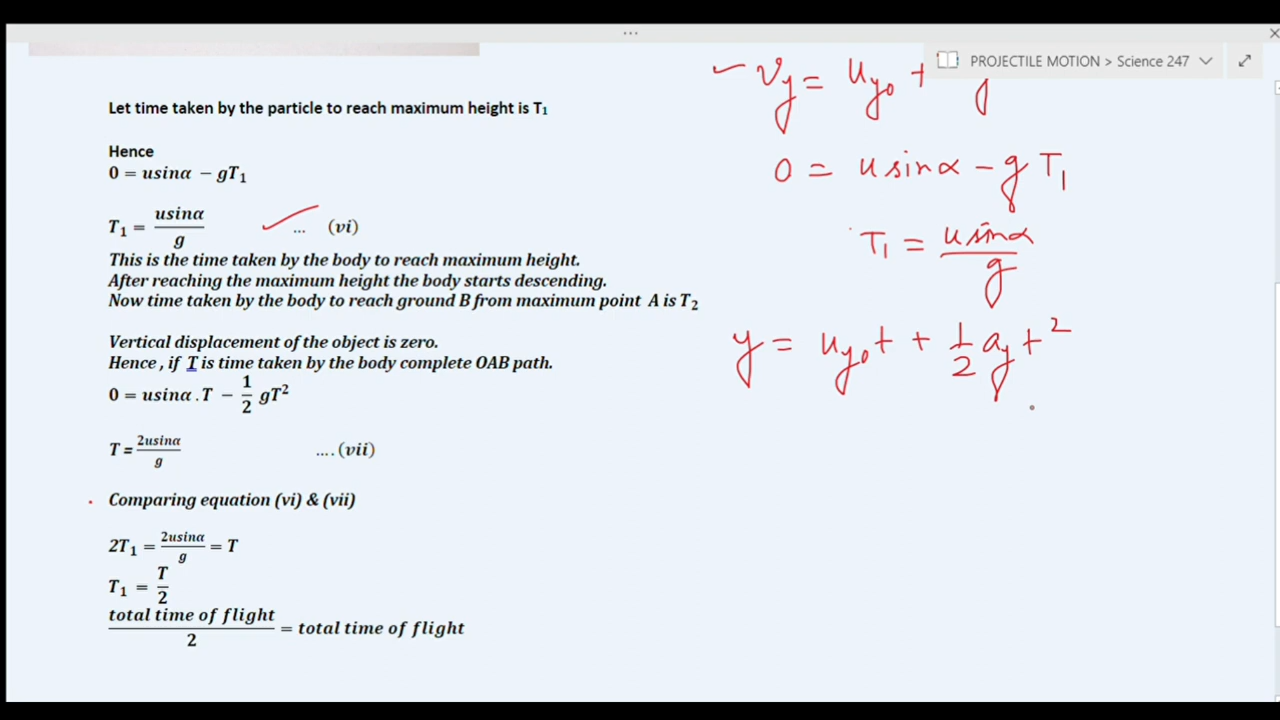 ...
PROJECTILE MOTION > Science 247
Let time taken by the particle to reach maximum height is T₁
Hence
0 = usinα − gT₁
T₁ = usinα/g ... (vi)
This is the time taken by the body to reach maximum height.
After reaching the maximum height the body starts descending.
Now time taken by the body to reach ground B from maximum point A is T₂
Vertical displacement of the object is zero.
Hence , if T is time taken by the body complete OAB path.
0 = usinα . T − 1/2 gT²
T = 2usinα/g .... (vii)
Comparing equation (vi) & (vii)
2T₁ = 2usinα/g = T
T₁ = T/2
total time of flight/2 = total time of flight
v_y = u_y₀ +
0 = u sinα − g T₁
T₁ = u sinα/g
y = u_y₀ t + 1/2 a_y t²